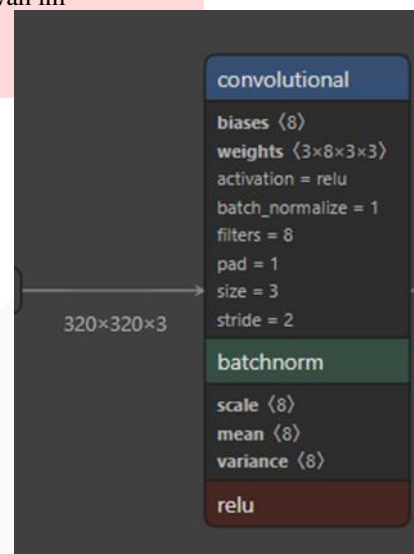 convolutional
biases ⟨8⟩
weights ⟨3×8×3×3⟩
activation = relu
batch_normalize = 1
filters = 8
pad = 1
size = 3
stride = 2
320×320×3
batchnorm
scale ⟨8⟩
mean ⟨8⟩
variance ⟨8⟩
relu